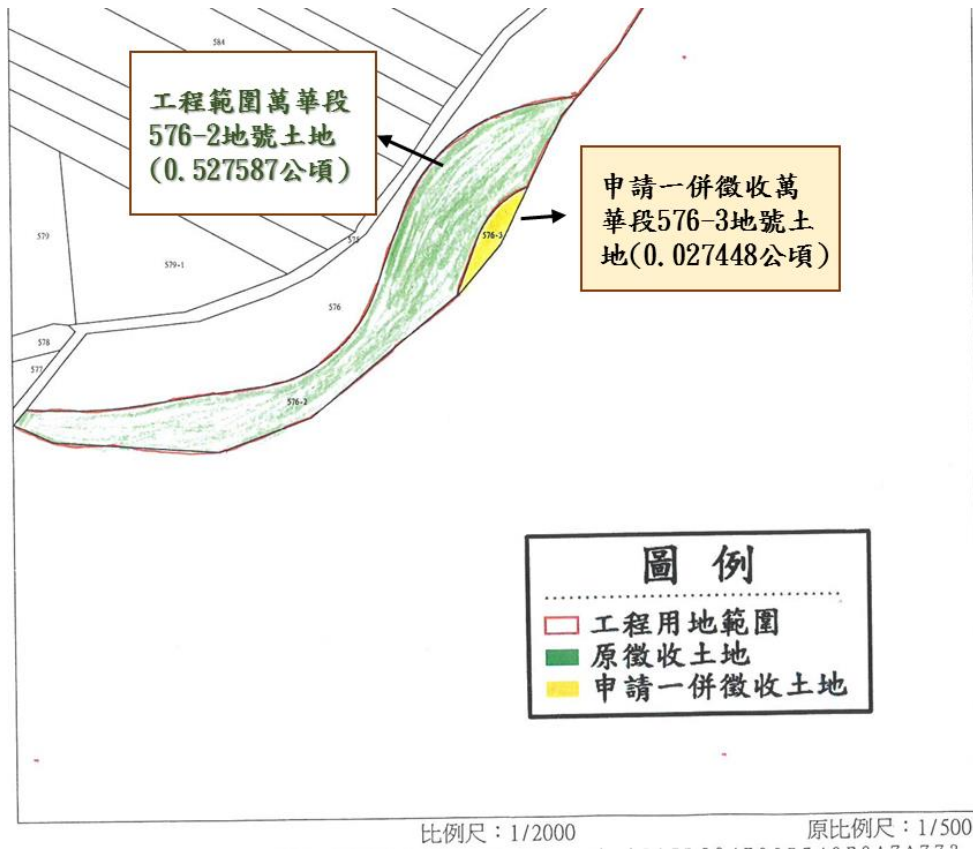 584
工程範圍萬華段
576-2地號土地
(0.527587公頃)
申請一併徵收萬
華段576-3地號土
地(0.027448公頃)
579
579-1
575
576-3
576
578
577
576-2
圖例
工程用地範圍
原徵收土地
申請一併徵收土地
比例尺：1/2000
原比例尺：1/500